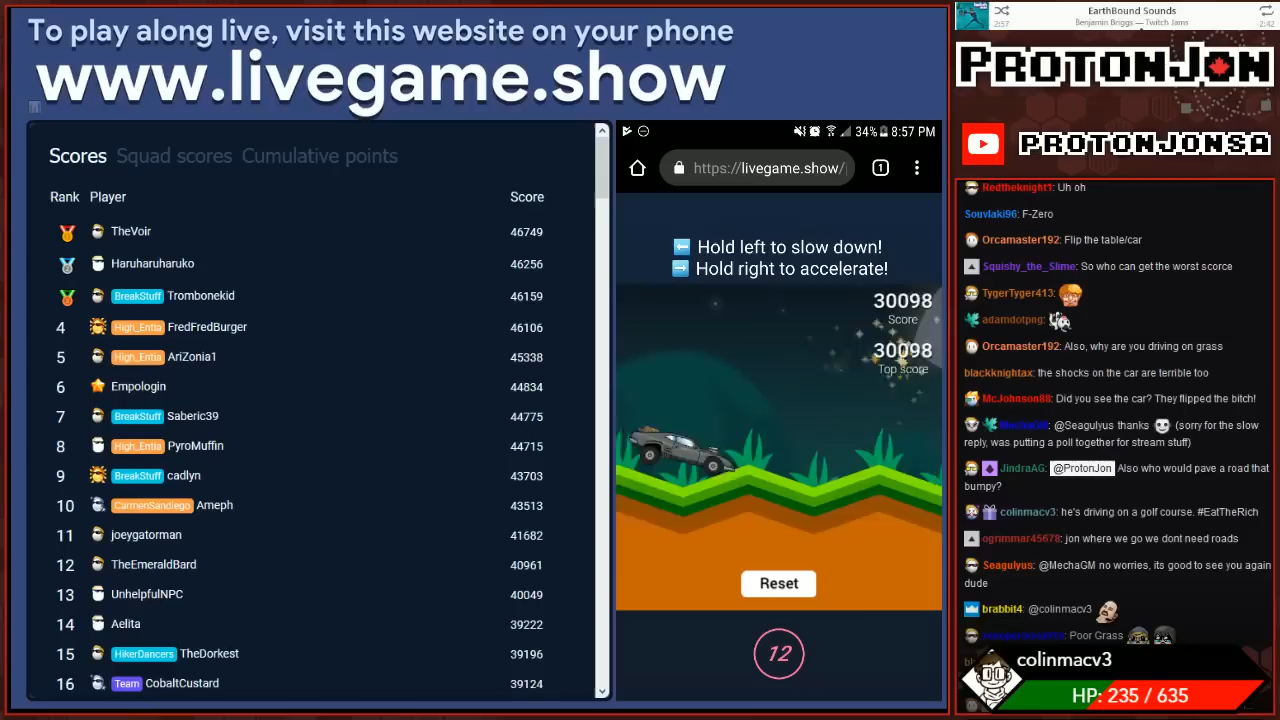 To play along live, visit this website on your phone
www.livegame.show
Scores Squad scores Cumulative points
Rank Player Score
TheVoir 46749
Haruharuharuko 46256
BreakStuff Trombonekid 46159
4 High_Entia FredFredBurger 46106
5 High_Entia AriZonia1 45338
6 Empologin 44834
7 BreakStuff Saberic39 44775
8 High_Entia PyroMuffin 44715
9 BreakStuff cadlyn 43703
10 CarmenSandiego Ameph 43513
11 joeygatorman 41682
12 TheEmeraldBard 40961
13 UnhelpfulNPC 40049
14 Aelita 39222
15 HikerDancers TheDorkest 39196
16 Team CobaltCustard 39124
34% 8:57 PM
https://livegame.show/
1
Hold left to slow down!
Hold right to accelerate!
30098
Score
30098
Top score
Reset
12
EarthBound Sounds
Benjamin Briggs — Twitch Jams
2:57 -2:42
PROTONJON
PROTONJONSA
Redtheknight1: Uh oh
Souvlaki96: F-Zero
Orcamaster192: Flip the table/car
Squishy_the_Slime: So who can get the worst scorce
TygerTyger413:
adamdotpng:
Orcamaster192: Also, why are you driving on grass
blackknightax: the shocks on the car are terrible too
McJohnson88: Did you see the car? They flipped the bitch!
MechaGM: @Seagulyus thanks (sorry for the slow
reply, was putting a poll together for stream stuff)
JindraAG: @ProtonJon Also who would pave a road that
bumpy?
colinmacv3: he's driving on a golf course. #EatTheRich
ogrimmar45678: jon where we go we dont need roads
Seagulyus: @MechaGM no worries, its good to see you again
dude
brabbit4: @colinmacv3
Poor Grass
colinmacv3
HP: 235 / 635